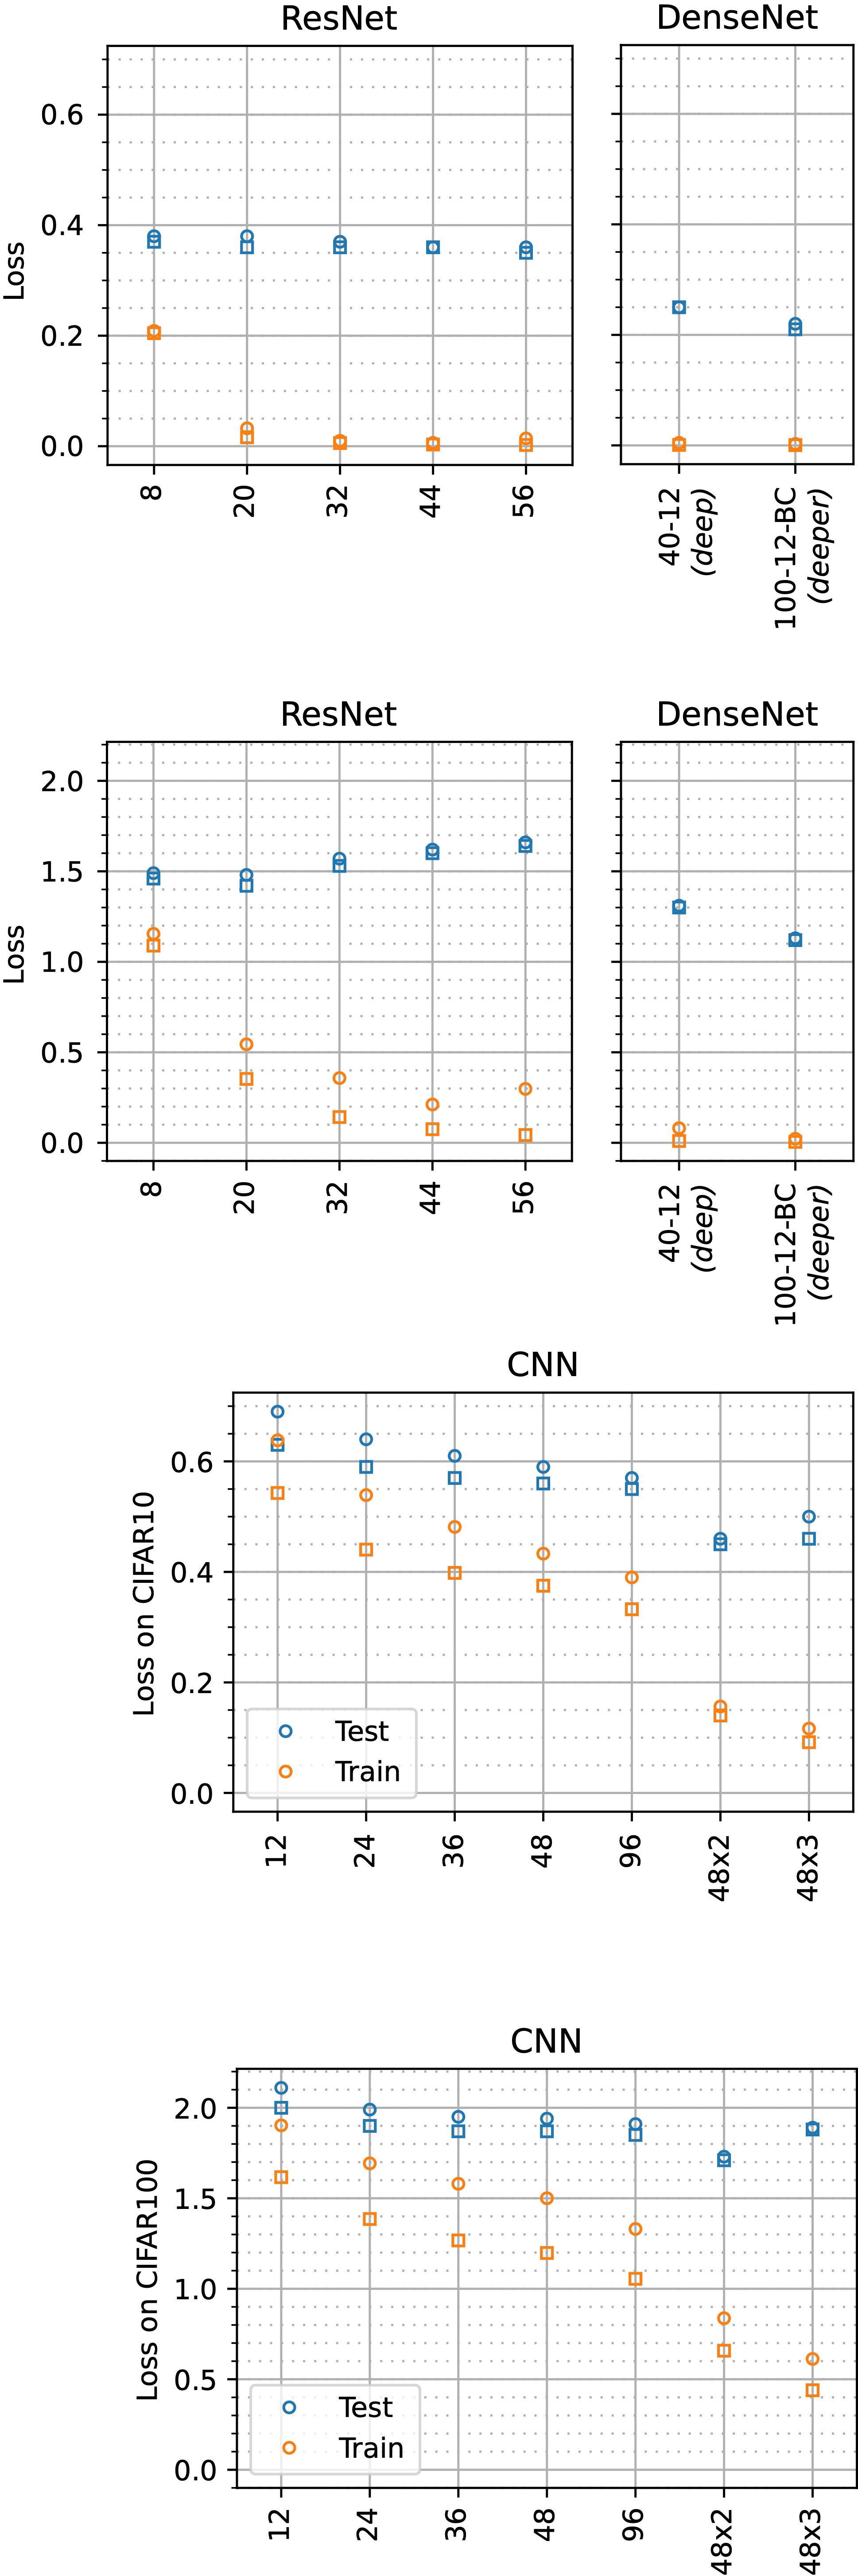 ResNet
DenseNet
Loss
0.6
0.4
0.2
0.0
8
20
32
44
56
40-12
(deep)
100-12-BC
(deeper)
ResNet
DenseNet
Loss
2.0
1.5
1.0
0.5
0.0
8
20
32
44
56
40-12
(deep)
100-12-BC
(deeper)
CNN
Loss on CIFAR10
0.6
0.4
0.2
0.0
Test
Train
12
24
36
48
96
48x2
48x3
CNN
Loss on CIFAR100
2.0
1.5
1.0
0.5
0.0
Test
Train
12
24
36
48
96
48x2
48x3